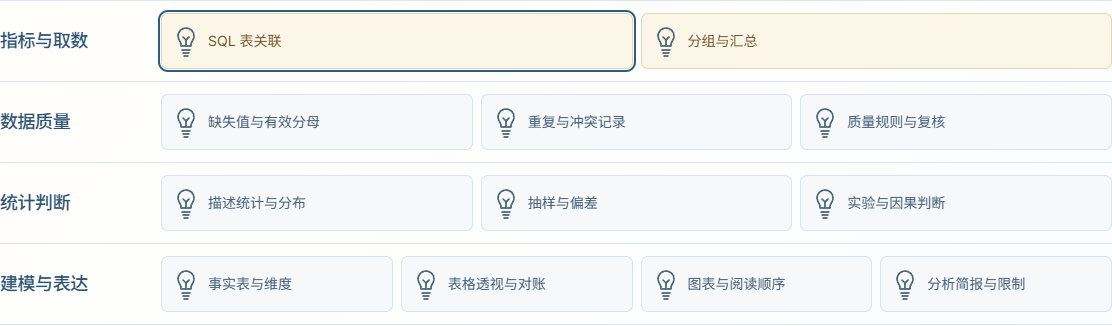 指标与取数
SQL 表关联
分组与汇总
数据质量
缺失值与有效分母
重复与冲突记录
质量规则与复核
统计判断
描述统计与分布
抽样与偏差
实验与因果判断
建模与表达
事实表与维度
表格透视与对账
图表与阅读顺序
分析简报与限制